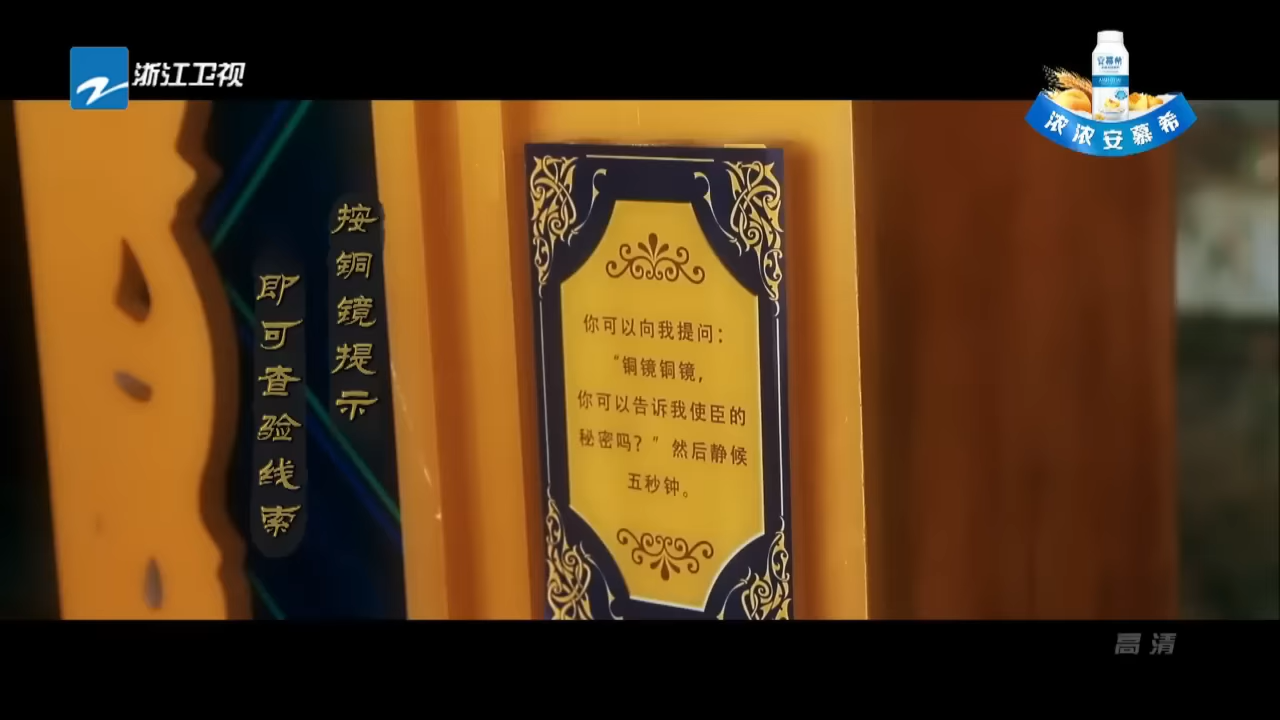 浙江卫视
安慕希
浓浓安慕希
按铜镜提示
即可查验线索
你可以向我提问：
“铜镜铜镜，
你可以告诉我使臣的
秘密吗？”然后静候
五秒钟。
高清